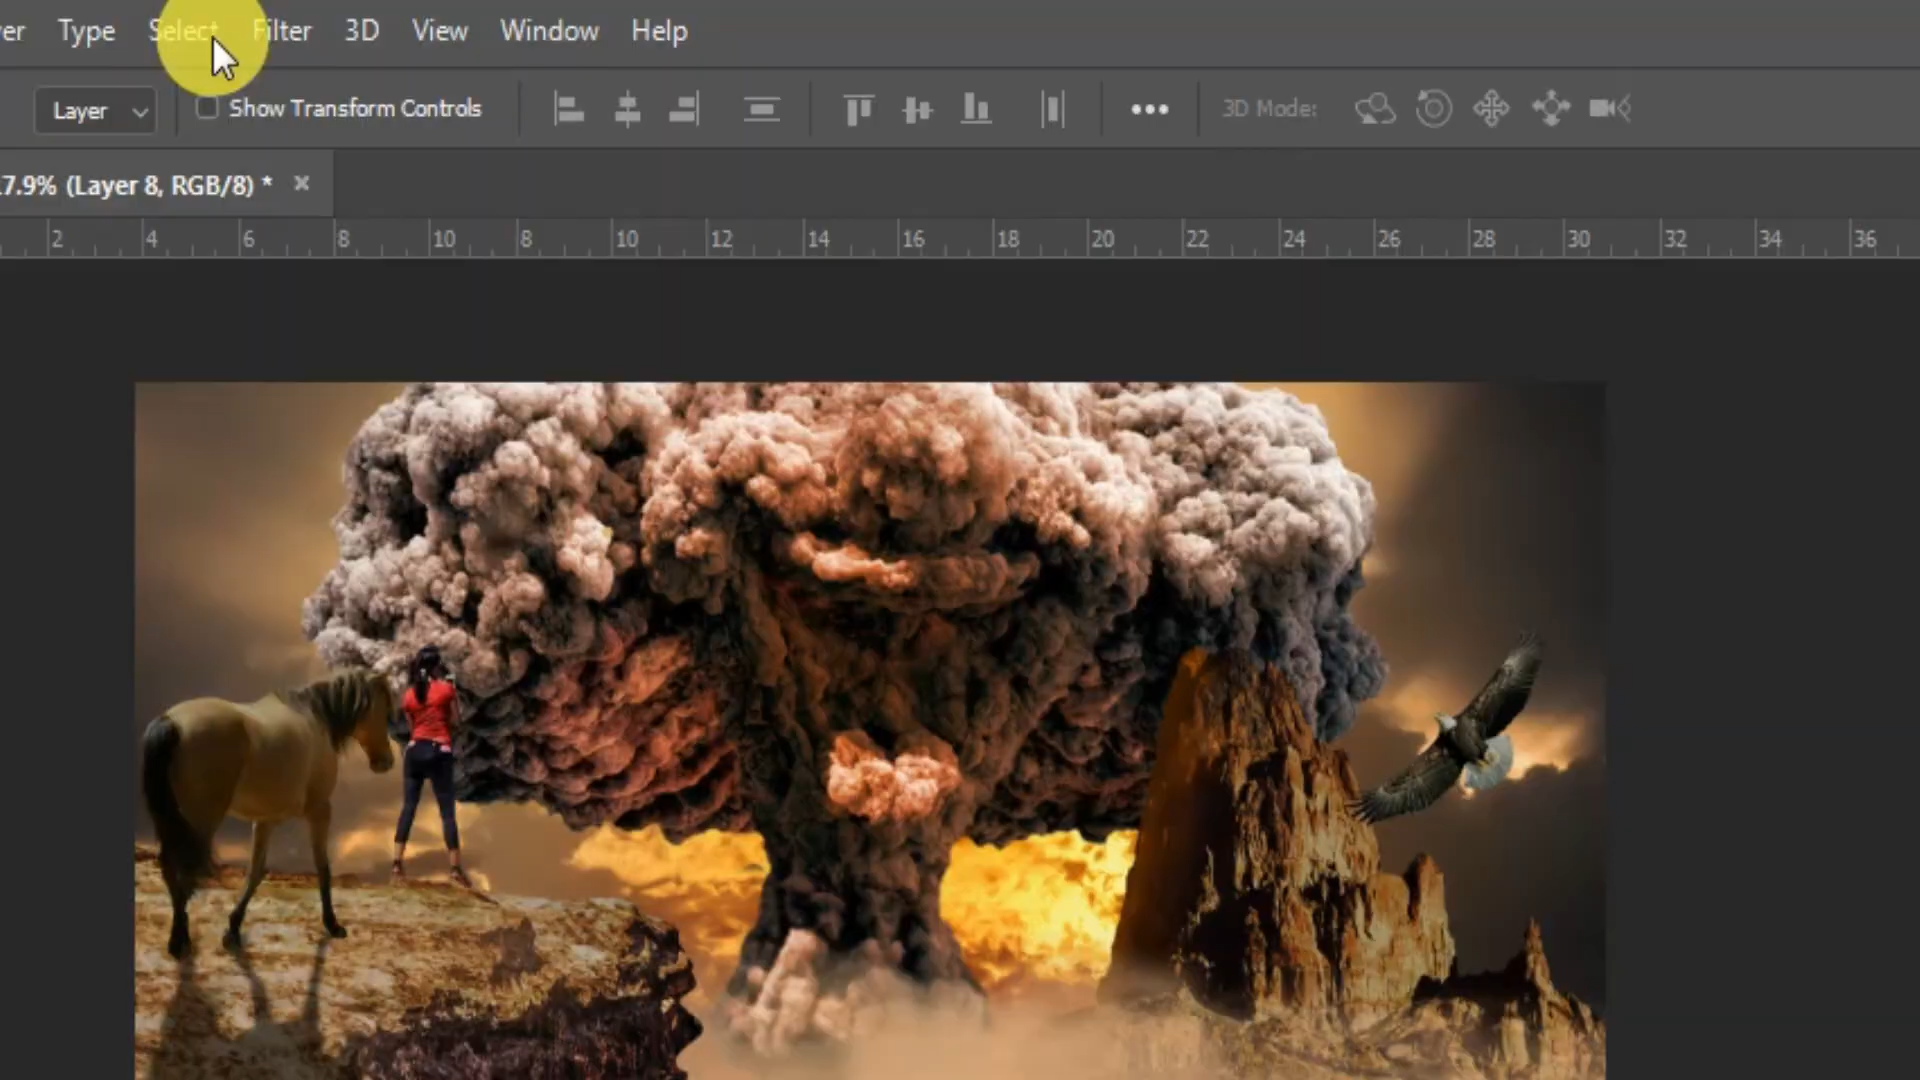 er Type Select Filter 3D View Window Help
Layer Show Transform Controls ••• 3D Mode:
7.9% (Layer 8, RGB/8) * ×
2 4 6 8 10 8 10 12 14 16 18 20 22 24 26 28 30 32 34 36